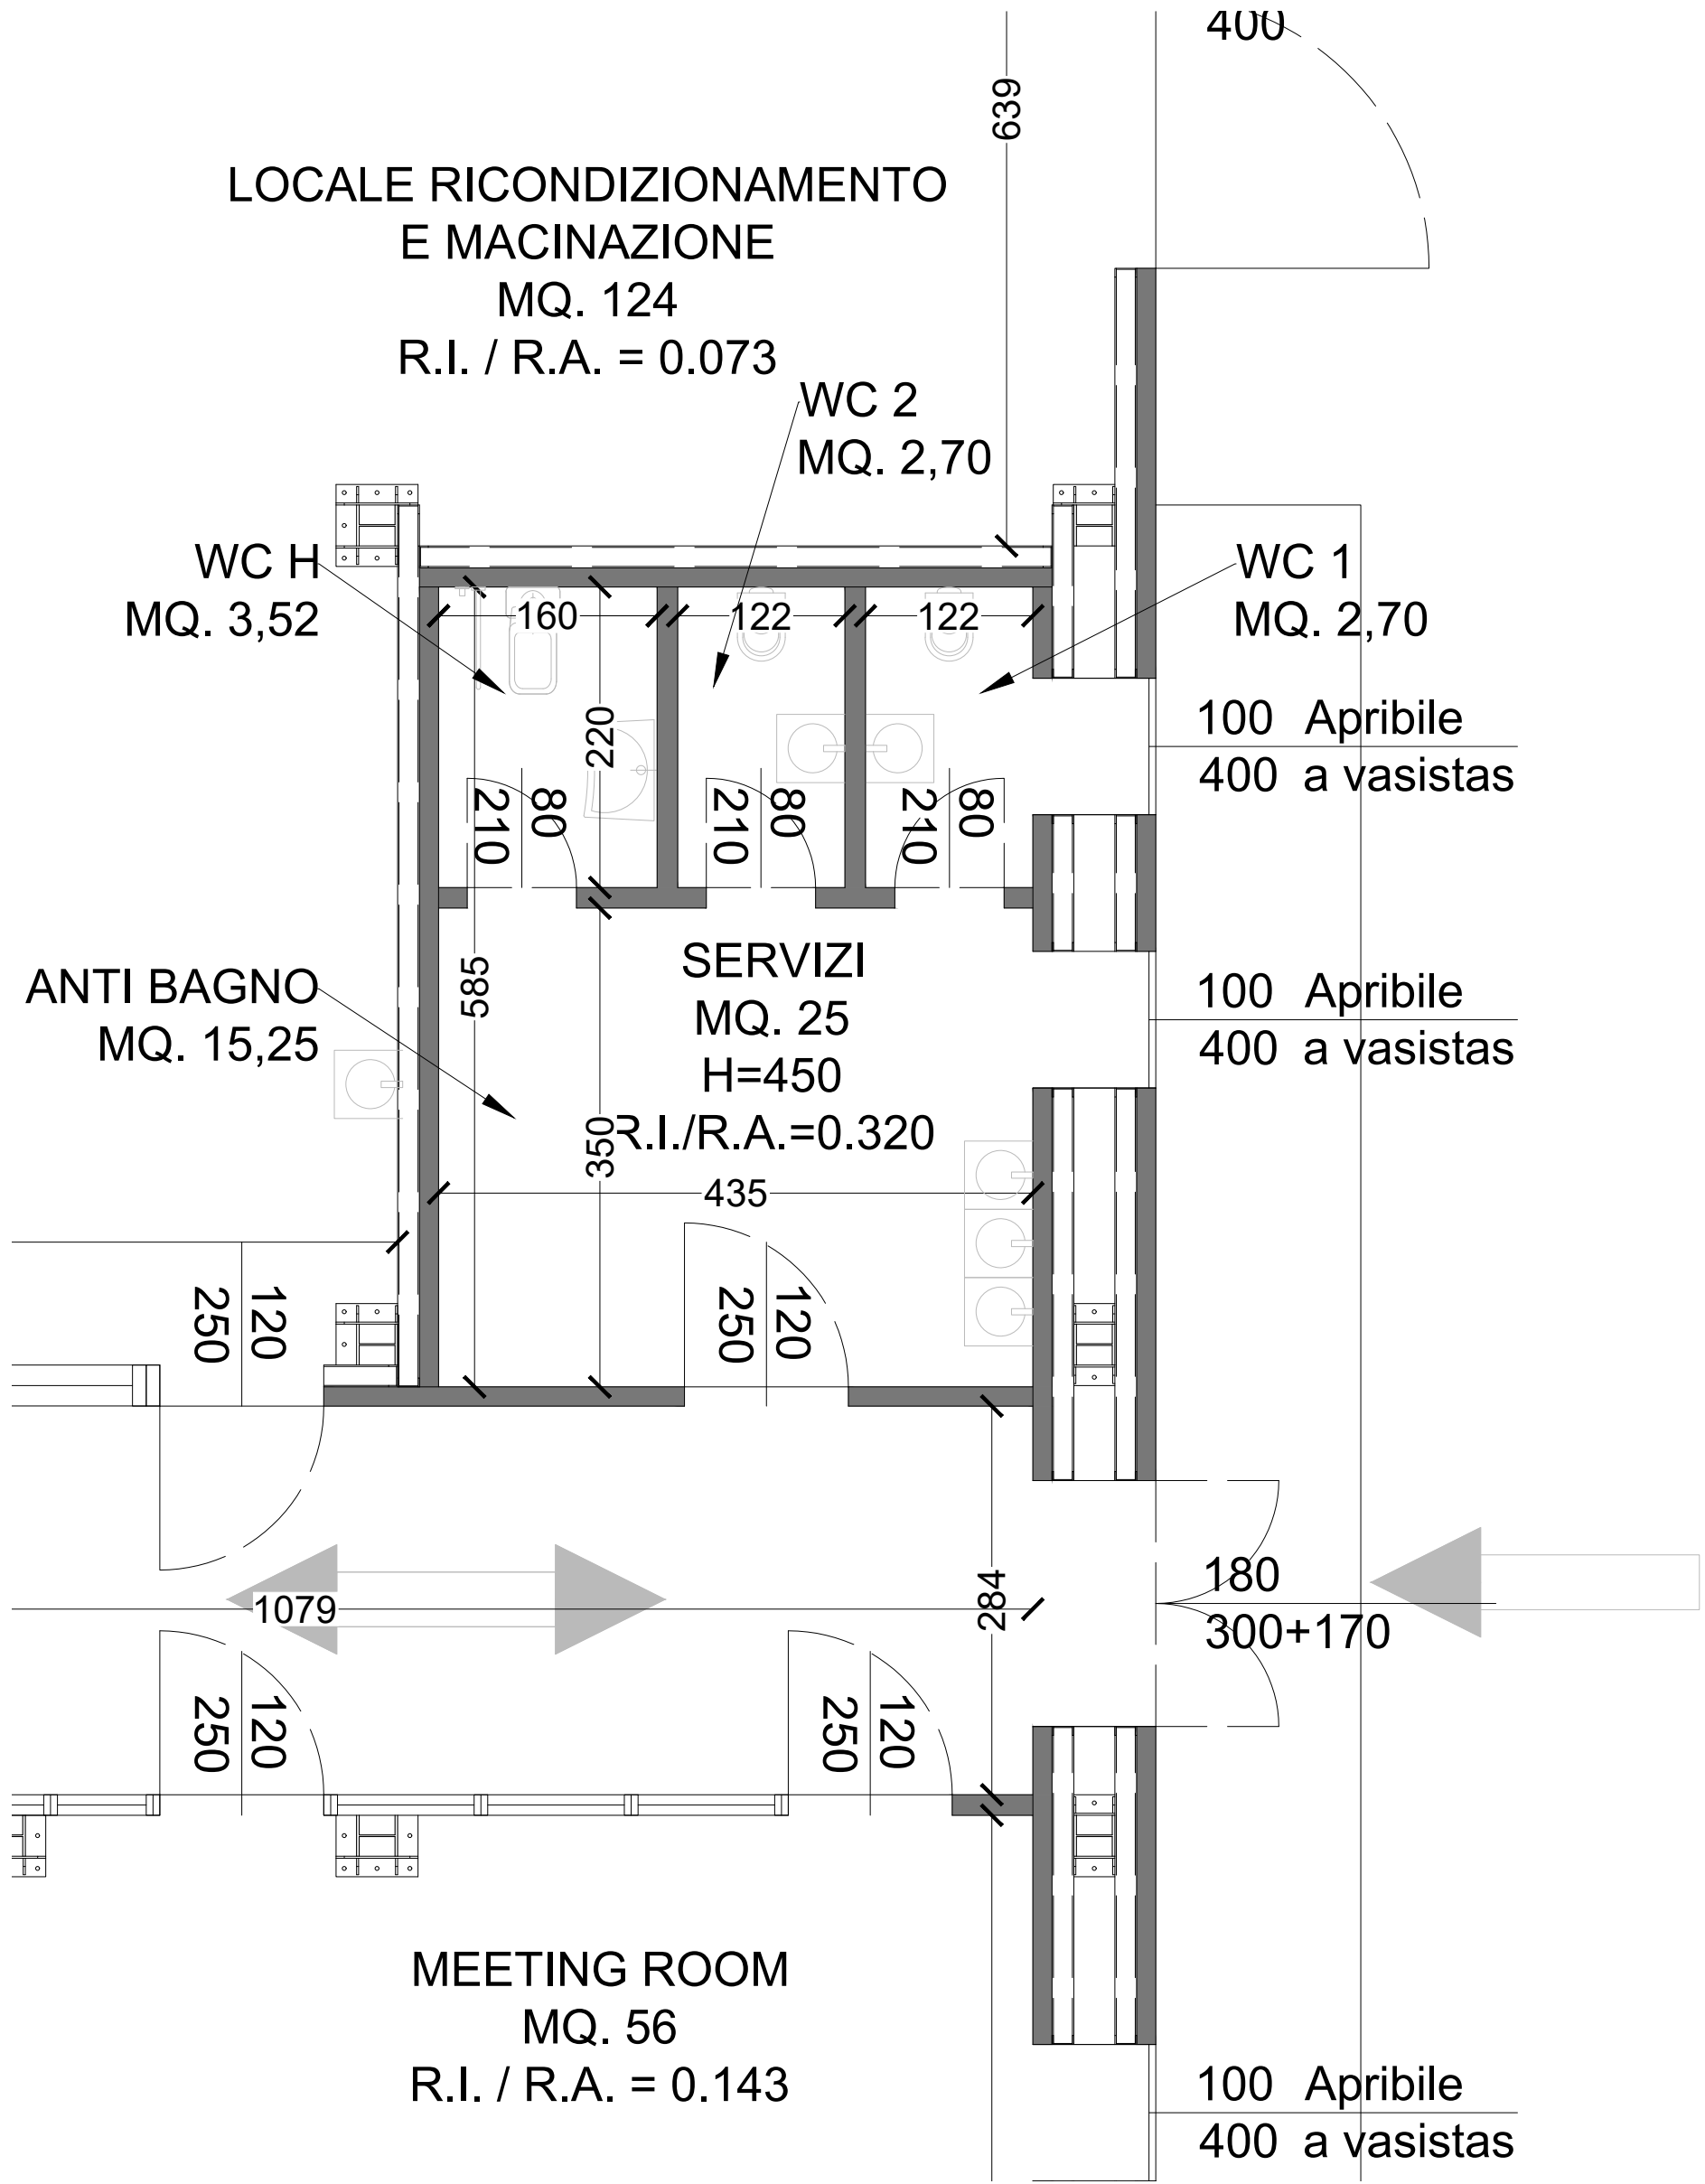 400
639
LOCALE RICONDIZIONAMENTO
E MACINAZIONE
MQ. 124
R.I. / R.A. = 0.073
WC 2
MQ. 2,70
WC H
MQ. 3,52
WC 1
MQ. 2,70
160
122
122
220
100 Apribile
400 a vasistas
80
210
80
210
80
210
ANTI BAGNO
MQ. 15,25
585
SERVIZI
MQ. 25
H=450
R.I./R.A.=0.320
350
435
100 Apribile
400 a vasistas
120
250
120
250
1079
284
180
300+170
120
250
120
250
MEETING ROOM
MQ. 56
R.I. / R.A. = 0.143
100 Apribile
400 a vasistas